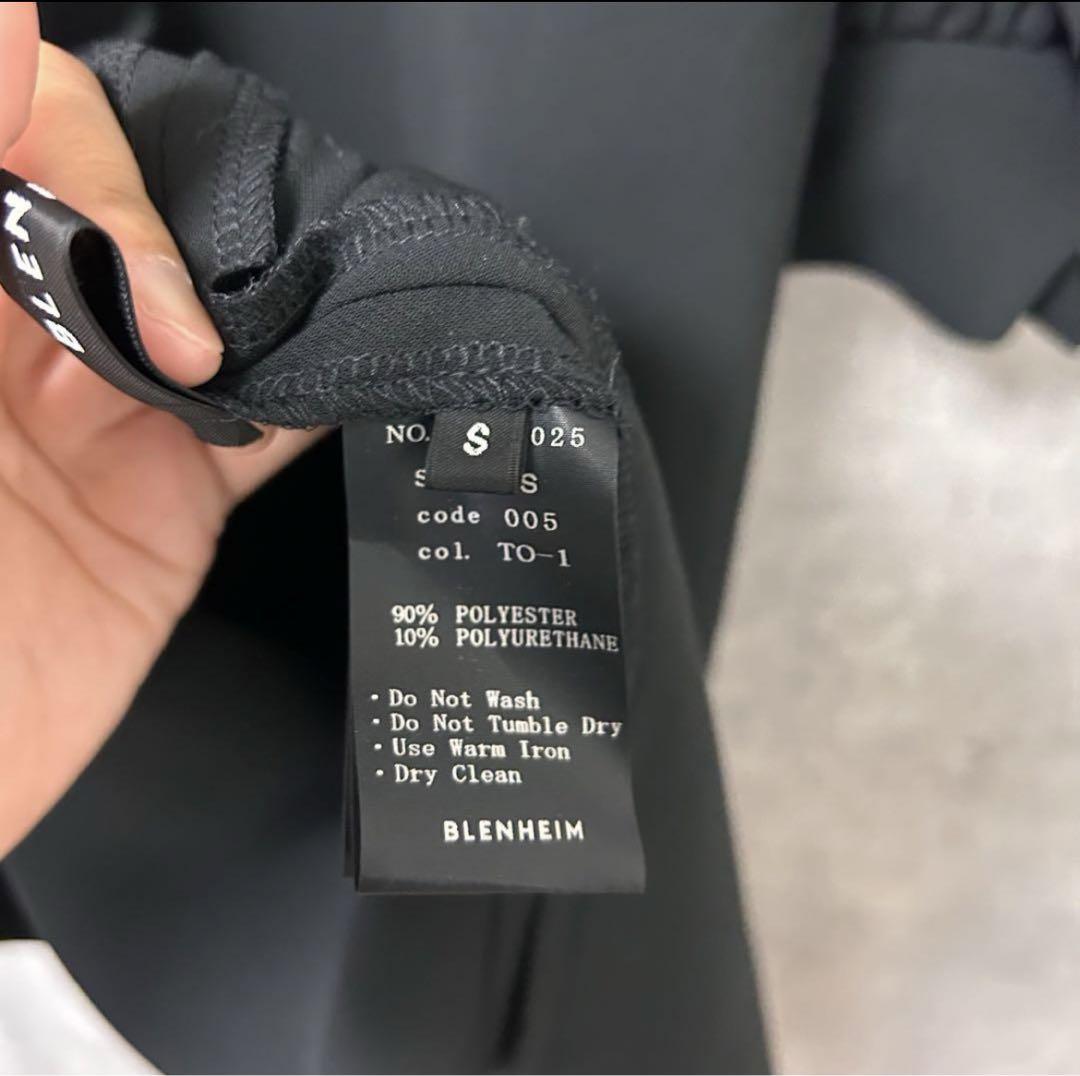 BLEN
S
NO. 025
S
code 005
col. TO-1
90% POLYESTER
10% POLYURETHANE
・Do Not Wash
・Do Not Tumble Dry
・Use Warm Iron
・Dry Clean
BLENHEIM